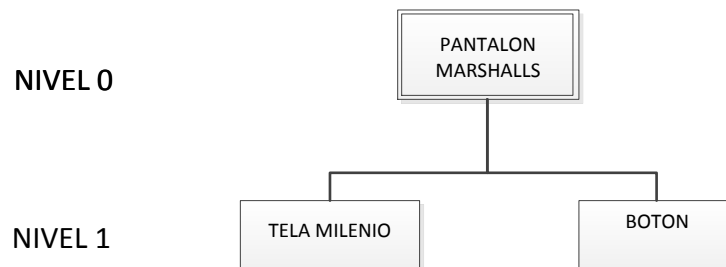 NIVEL 0
PANTALON
MARSHALLS
NIVEL 1
TELA MILENIO
BOTON